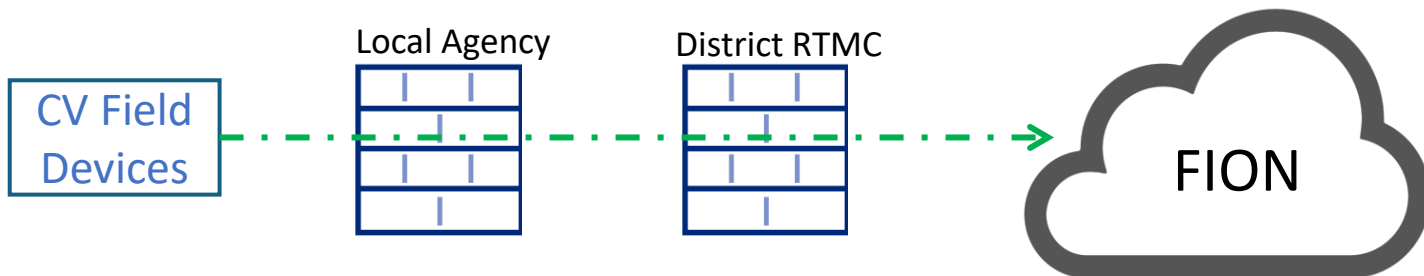 Local Agency
District RTMC
CV Field
Devices
FION